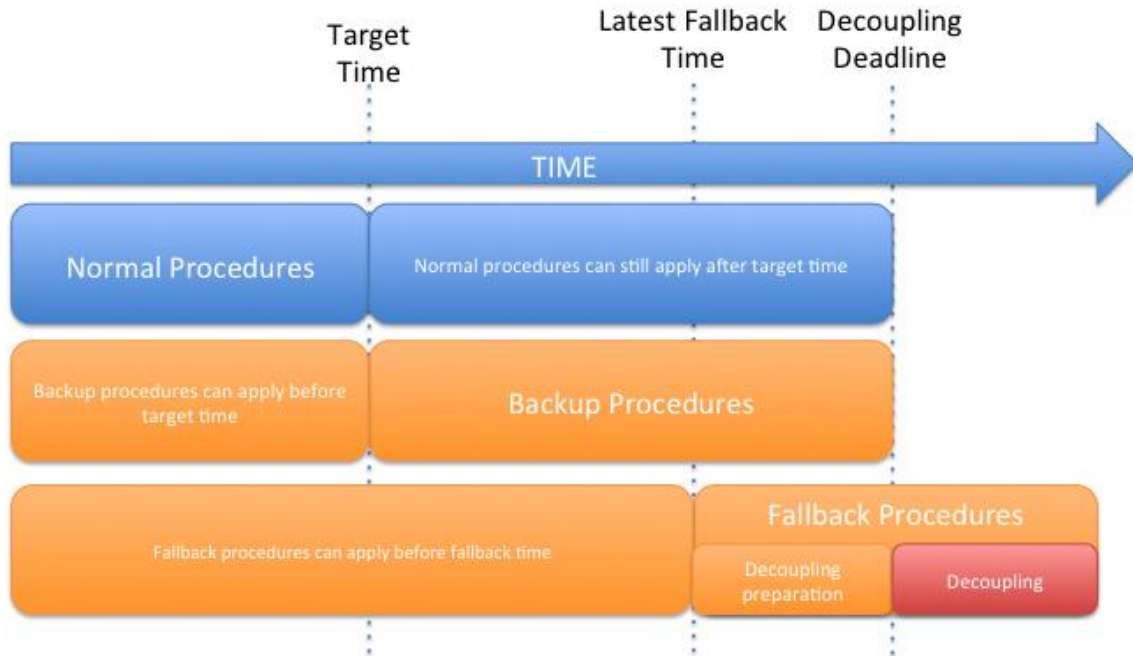 Target
Time
Latest Fallback
Time
Decoupling
Deadline
TIME
Normal Procedures
Normal procedures can still apply after target time
Backup procedures can apply before
target time
Backup Procedures
Fallback procedures can apply before fallback time
Fallback Procedures
Decoupling
preparation
Decoupling